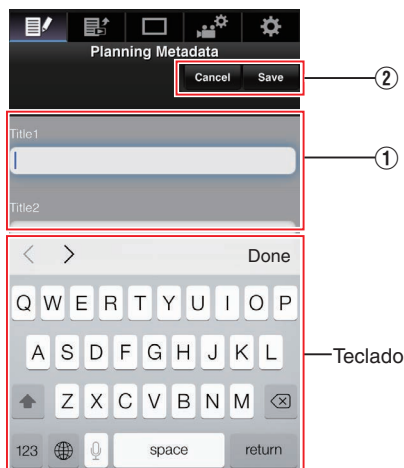 Planning Metadata
Cancel Save ②
Title1
①
Title2
Done
Q W E R T Y U I O P
A S D F G H J K L
Teclado
Z X C V B N M
123 space return